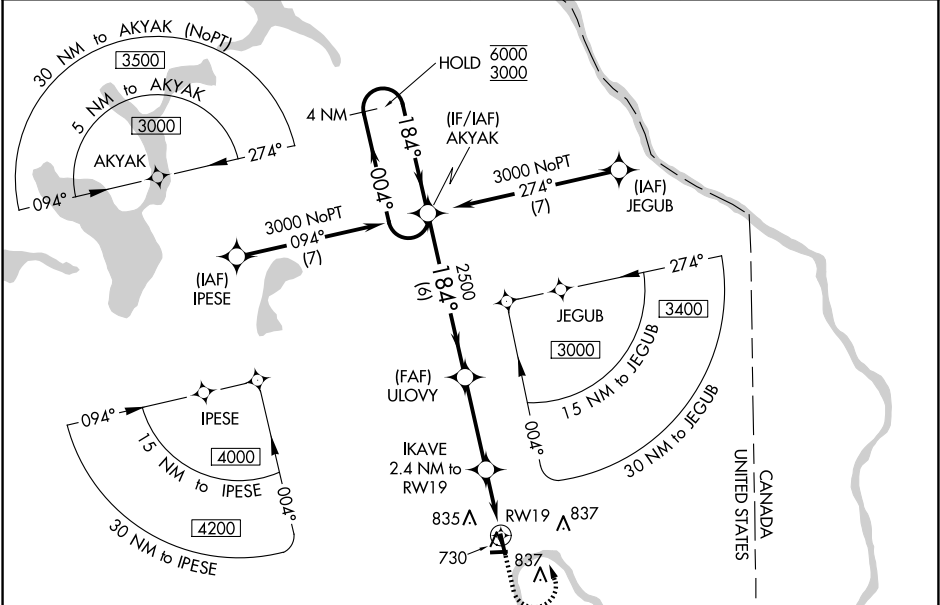 30 NM to AKYAK (NoPT)
3500
5 NM to AKYAK
3000
AKYAK
094°
274°
HOLD 6000
3000
4 NM
184°
004°
(IF/IAF)
AKYAK
3000 NoPT
274°
(7)
(IAF)
JEGUB
3000 NoPT
094°
(7)
(IAF)
IPESE
2500
184°
(6)
274°
JEGUB
3400
3000
15 NM to JEGUB
30 NM to JEGUB
004°
(FAF)
ULOVY
094°
IPESE
4000
15 NM to IPESE
4200
30 NM to IPESE
004°
IKAVE
2.4 NM to
RW19
835
RW19
837
730
837
CANADA
UNITED STATES